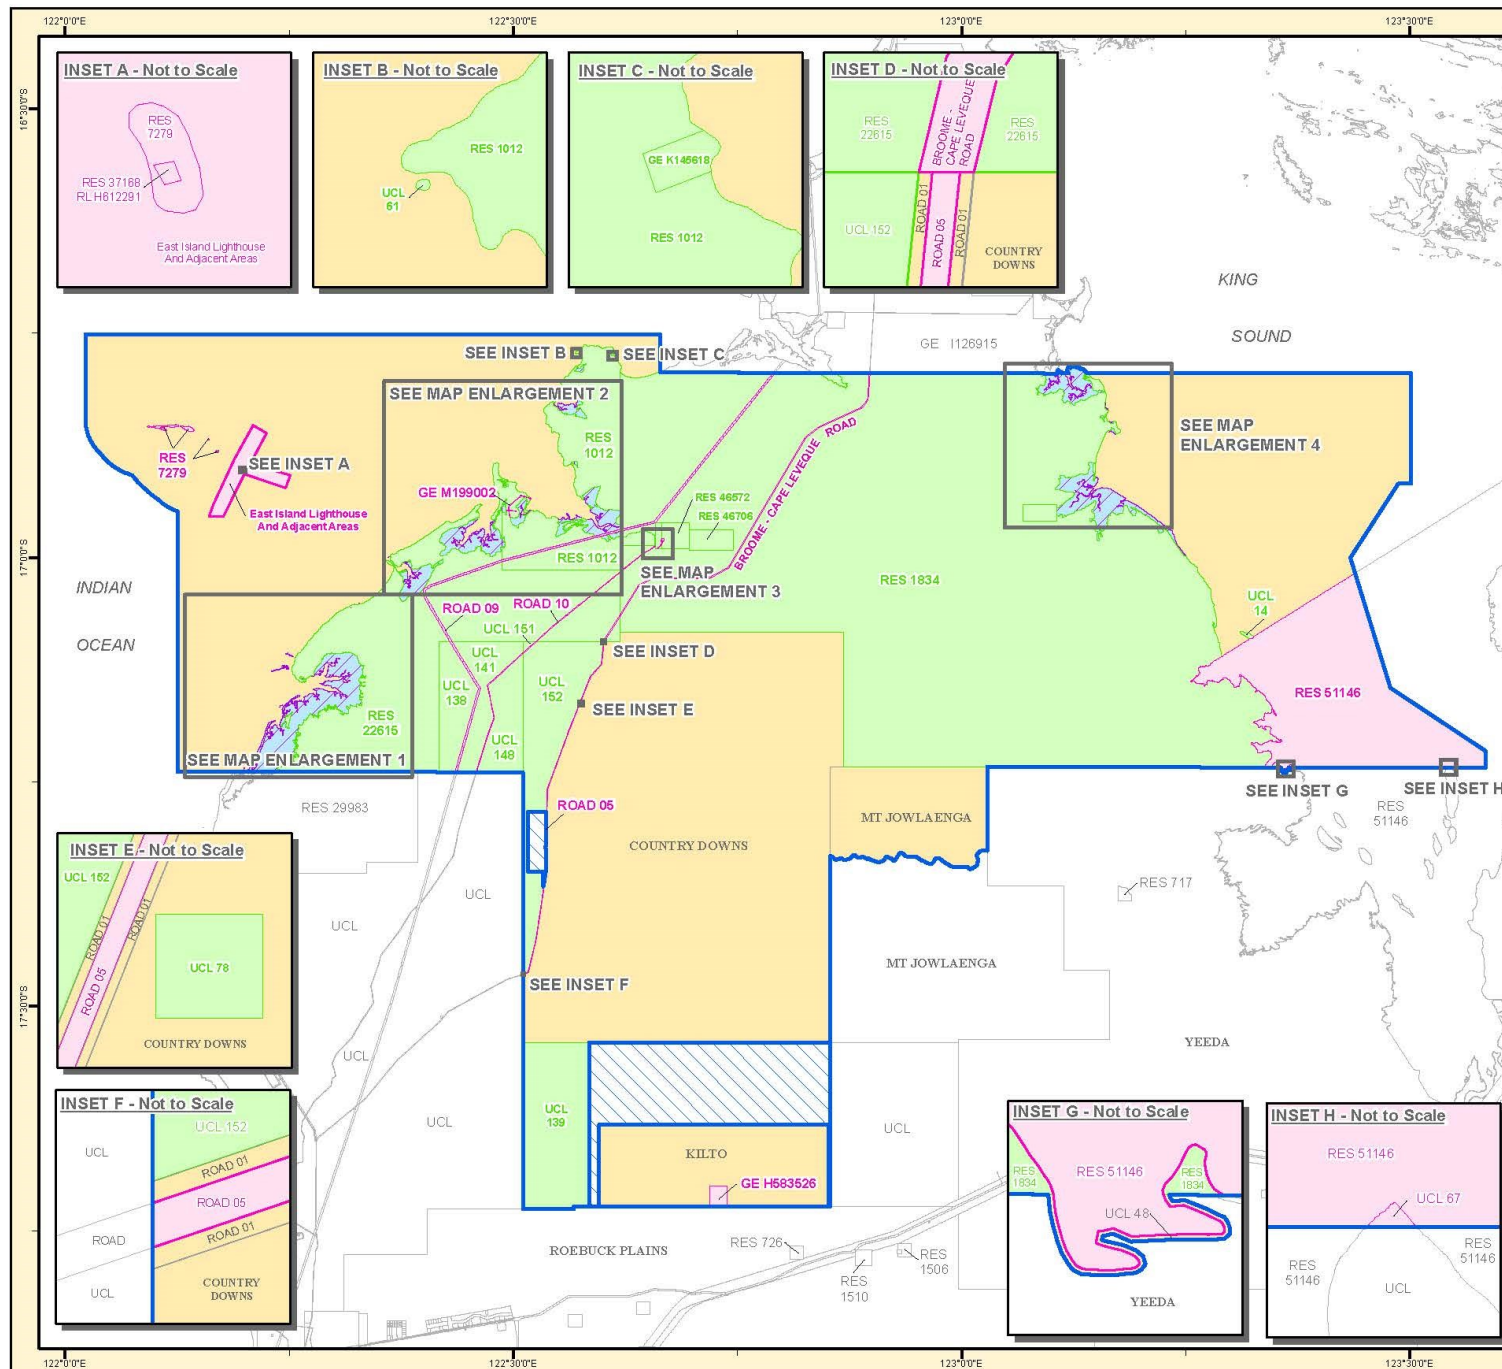 122°0'0"E
122°30'0"E
123°0'0"E
123°30'0"E
16°30'0"S
17°0'0"S
17°30'0"S
INSET A - Not to Scale
RES
7279
RES 37168
RL H612291
East Island Lighthouse
And Adjacent Areas
INSET B - Not to Scale
RES 1012
UCL
61
INSET C - Not to Scale
GE K145618
RES 1012
INSET D - Not to Scale
RES
22615
BROOME -
CAPE LEVEQUE
ROAD
RES
22615
UCL 152
ROAD 01
ROAD 05
ROAD 01
COUNTRY
DOWNS
KING
SOUND
GE I126915
SEE INSET B
SEE INSET C
SEE MAP ENLARGEMENT 2
RES
1012
RES
7279
SEE INSET A
East Island Lighthouse
And Adjacent Areas
GE M199002
RES 46572
RES 46706
BROOME - CAPE LEVEQUE ROAD
SEE MAP
ENLARGEMENT 4
RES 1012
SEE MAP
ENLARGEMENT 3
RES 1834
INDIAN
OCEAN
ROAD 09
ROAD 10
UCL 151
UCL
141
UCL
138
UCL
152
SEE INSET D
SEE INSET E
UCL
14
RES 51146
RES
22615
SEE MAP ENLARGEMENT 1
UCL
148
RES 29983
ROAD 05
SEE INSET G
SEE INSET H
RES
51146
MT JOWLAENGA
COUNTRY DOWNS
INSET E - Not to Scale
UCL 152
ROAD 01
ROAD 01
ROAD 05
UCL 78
COUNTRY DOWNS
UCL
UCL
RES 717
MT JOWLAENGA
SEE INSET F
YEEDA
UCL
UCL
UCL
139
KILTO
GE H583526
UCL
INSET F - Not to Scale
UCL 152
UCL
ROAD 01
ROAD 05
ROAD
ROAD 01
UCL
COUNTRY
DOWNS
ROEBUCK PLAINS
RES 726
RES
1510
RES
1506
INSET G - Not to Scale
RES
1834
RES 51146
RES
1834
UCL 48
YEEDA
INSET H - Not to Scale
RES 51146
UCL 67
RES
51146
RES
51146
UCL
122°0'0"E
122°30'0"E
123°0'0"E
123°30'0"E